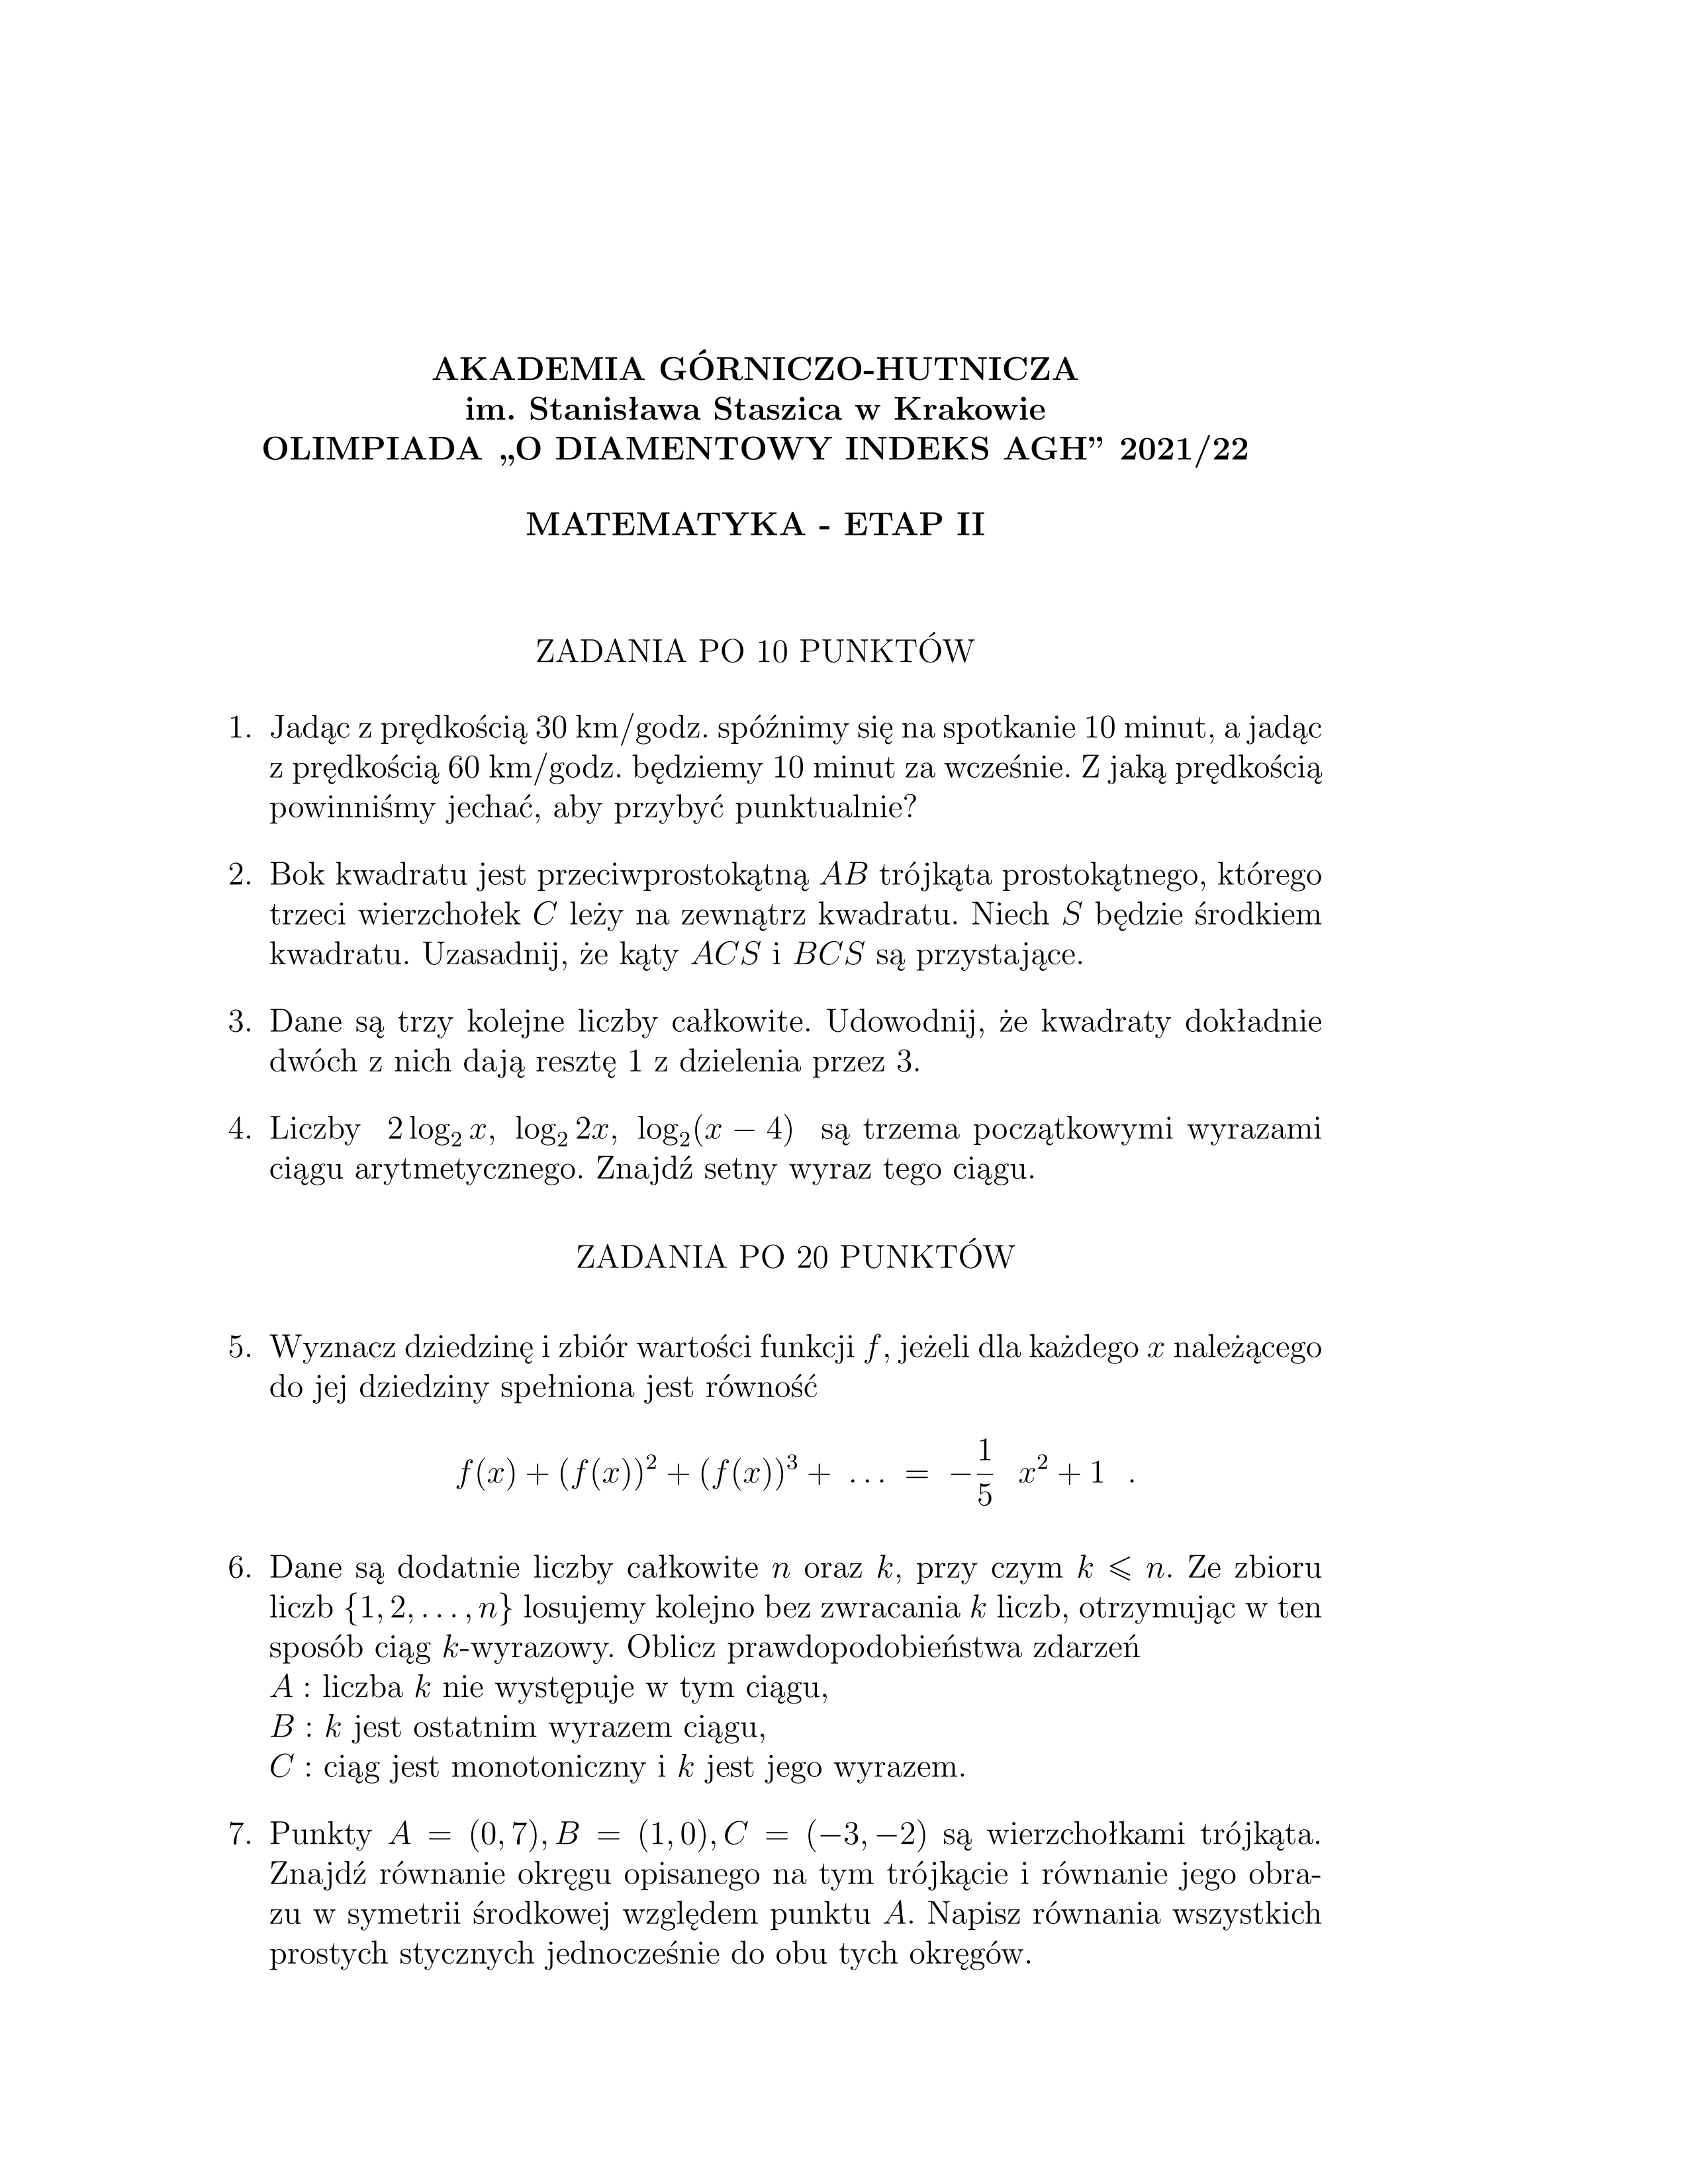 AKADEMIA GÓRNICZO-HUTNICZA
im. Stanisława Staszica w Krakowie
OLIMPIADA „O DIAMENTOWY INDEKS AGH” 2021/22
MATEMATYKA - ETAP II
ZADANIA PO 10 PUNKTÓW
1. Jadąc z prędkością 30 km/godz. spóźnimy się na spotkanie 10 minut, a jadąc
z prędkością 60 km/godz. będziemy 10 minut za wcześnie. Z jaką prędkością
powinniśmy jechać, aby przybyć punktualnie?
2. Bok kwadratu jest przeciwprostokątną AB trójkąta prostokątnego, którego
trzeci wierzchołek C leży na zewnątrz kwadratu. Niech S będzie środkiem
kwadratu. Uzasadnij, że kąty ACS i BCS są przystające.
3. Dane są trzy kolejne liczby całkowite. Udowodnij, że kwadraty dokładnie
dwóch z nich dają resztę 1 z dzielenia przez 3.
4. Liczby 2 log₂ x, log₂ 2x, log₂(x − 4) są trzema początkowymi wyrazami
ciągu arytmetycznego. Znajdź setny wyraz tego ciągu.
ZADANIA PO 20 PUNKTÓW
5. Wyznacz dziedzinę i zbiór wartości funkcji f, jeżeli dla każdego x należącego
do jej dziedziny spełniona jest równość
f(x) + (f(x))² + (f(x))³ + ... = −1/5 x² + 1 .
6. Dane są dodatnie liczby całkowite n oraz k, przy czym k ⩽ n. Ze zbioru
liczb {1, 2, . . . , n} losujemy kolejno bez zwracania k liczb, otrzymując w ten
sposób ciąg k-wyrazowy. Oblicz prawdopodobieństwa zdarzeń
A : liczba k nie występuje w tym ciągu,
B : k jest ostatnim wyrazem ciągu,
C : ciąg jest monotoniczny i k jest jego wyrazem.
7. Punkty A = (0, 7), B = (1, 0), C = (−3, −2) są wierzchołkami trójkąta.
Znajdź równanie okręgu opisanego na tym trójkącie i równanie jego obra-
zu w symetrii środkowej względem punktu A. Napisz równania wszystkich
prostych stycznych jednocześnie do obu tych okręgów.